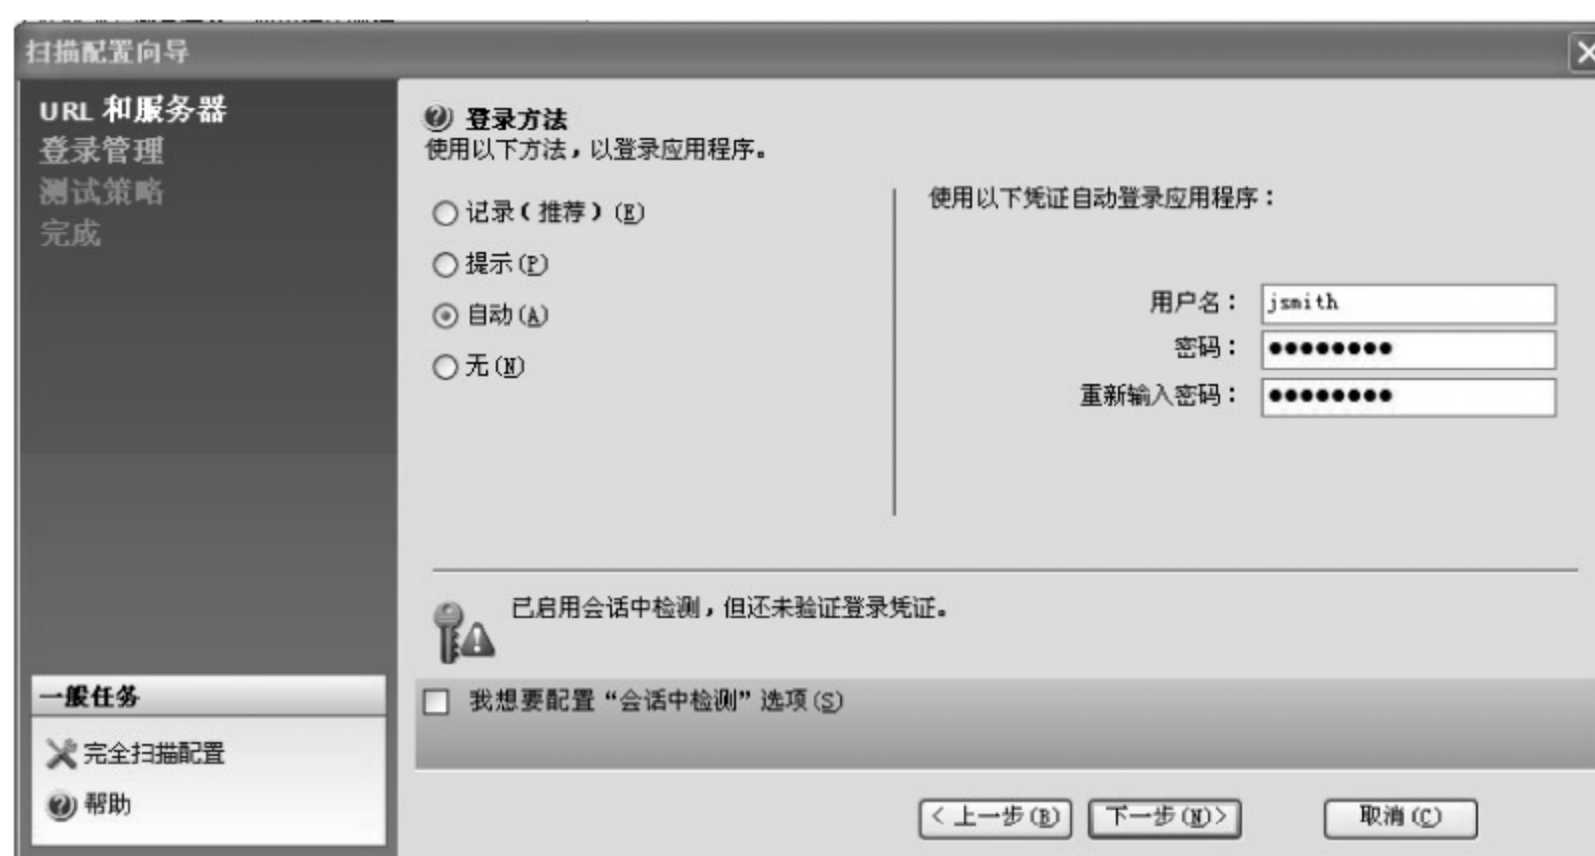 扫描配置向导
URL 和服务器
登录管理
测试策略
完成
登录方法
使用以下方法，以登录应用程序。
记录(推荐)(E)
提示(P)
自动(A)
无(N)
使用以下凭证自动登录应用程序：
用户名： jsmith
密码： ●●●●●●●●
重新输入密码： ●●●●●●●●
已启用会话中检测，但还未验证登录凭证。
我想要配置“会话中检测”选项(S)
一般任务
完全扫描配置
帮助
< 上一步(B) 下一步(N) > 取消(C)